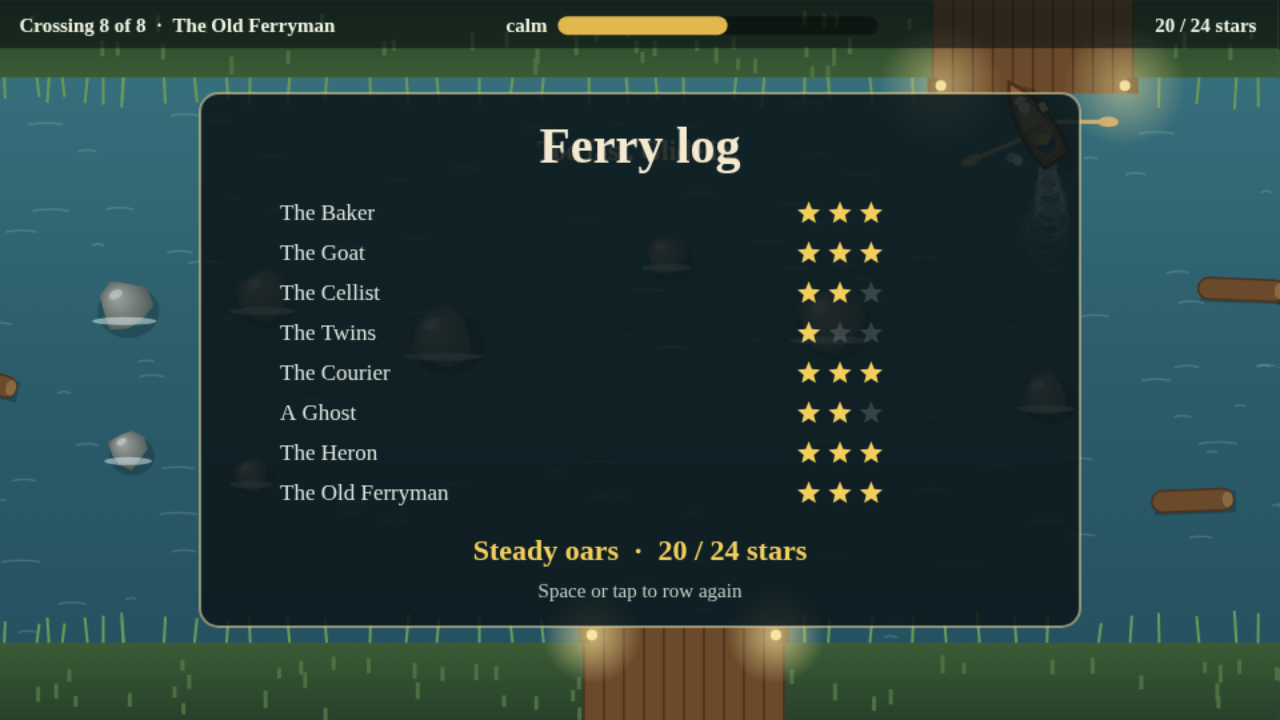 Crossing 8 of 8 · The Old Ferryman
calm
20 / 24 stars
Ferry log
The Baker
The Goat
The Cellist
The Twins
The Courier
A Ghost
The Heron
The Old Ferryman
Steady oars · 20 / 24 stars
Space or tap to row again